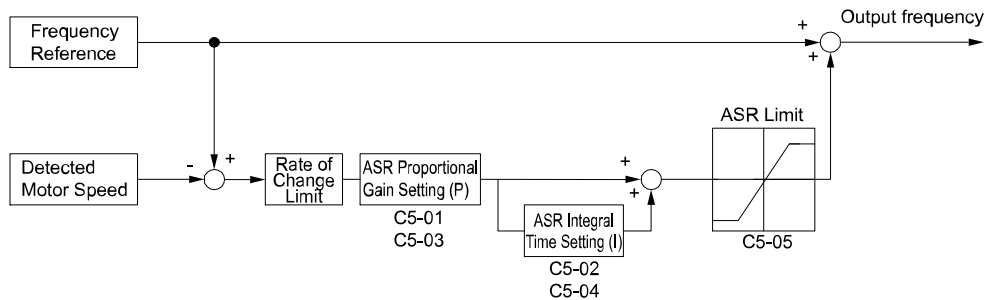 Frequency
Reference
Output frequency
+
+
ASR Limit
Detected
Motor Speed
-
+
Rate of
Change
Limit
ASR Proportional
Gain Setting (P)
C5-01
C5-03
+
+
ASR Integral
Time Setting (I)
C5-02
C5-04
C5-05